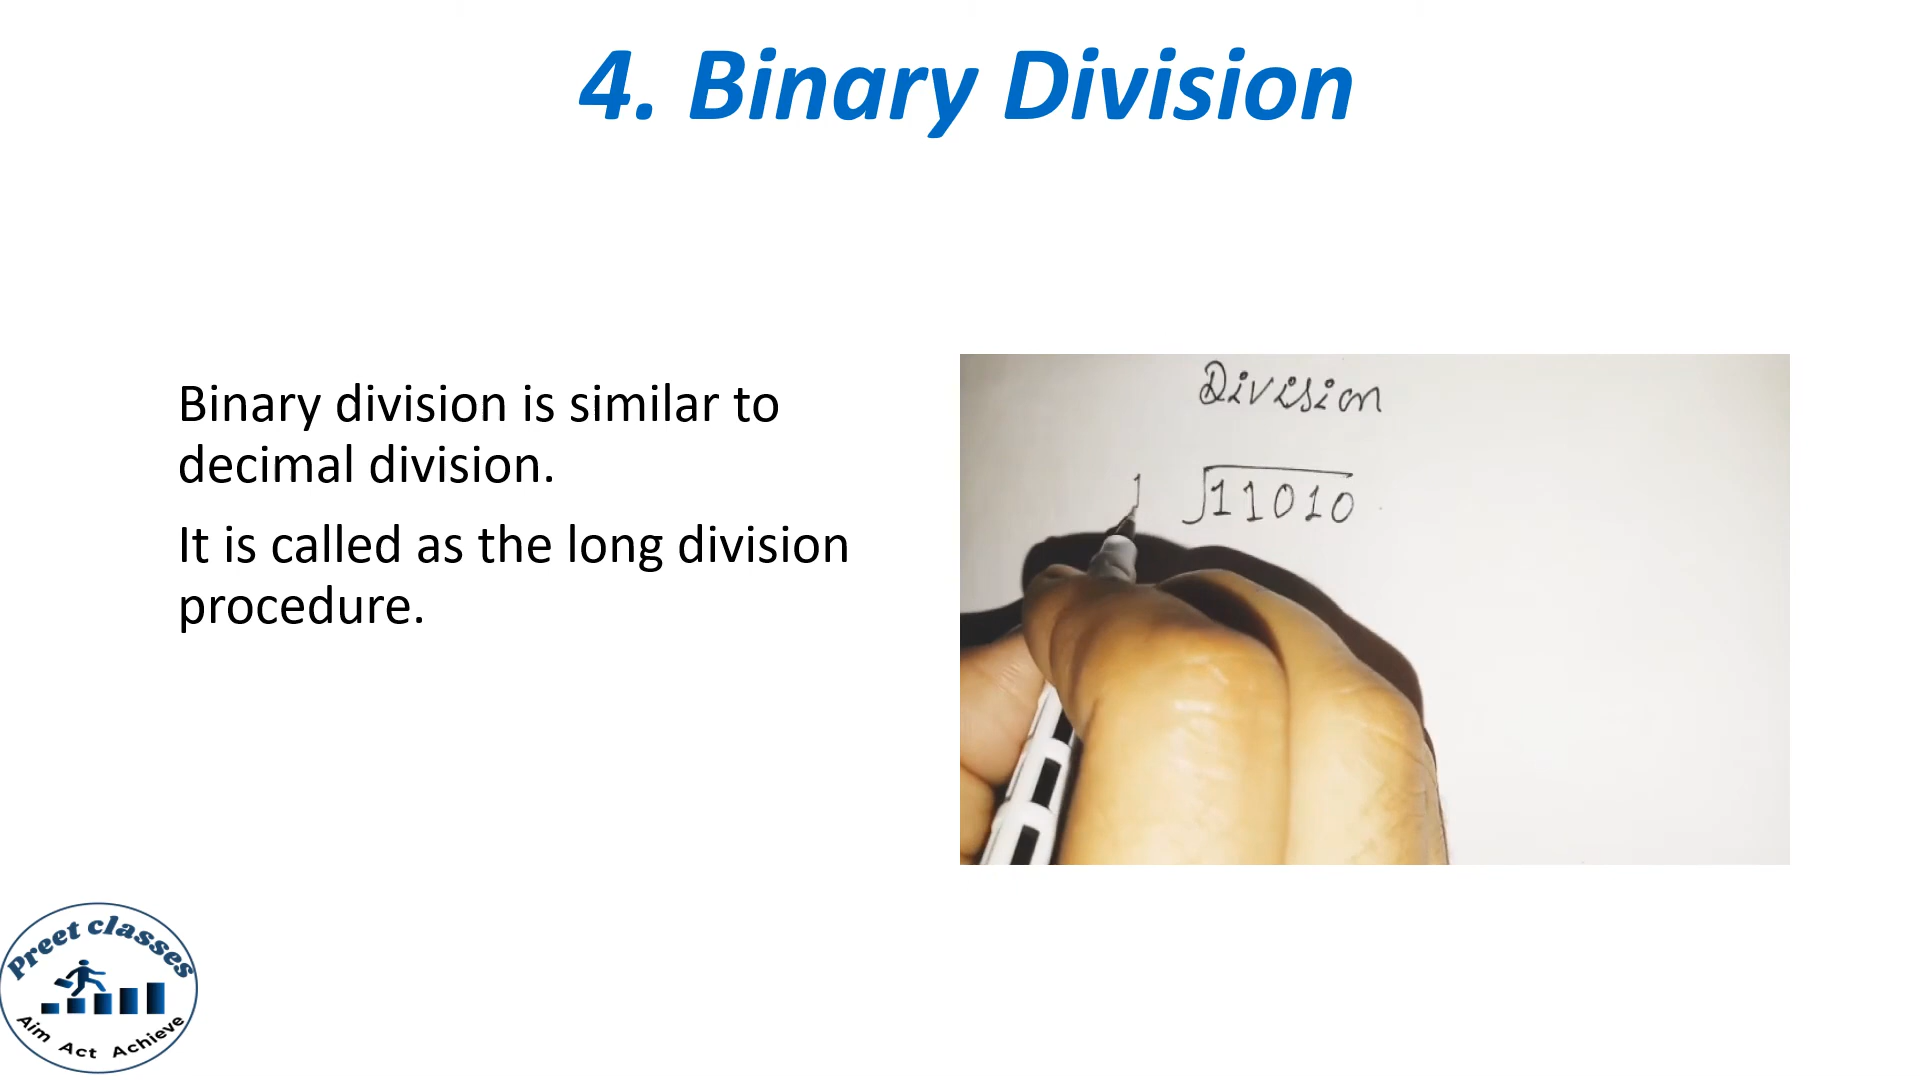 4. Binary Division
Binary division is similar to
decimal division.
It is called as the long division
procedure.
Division
1 11010
Preet classes
Aim Act Achieve